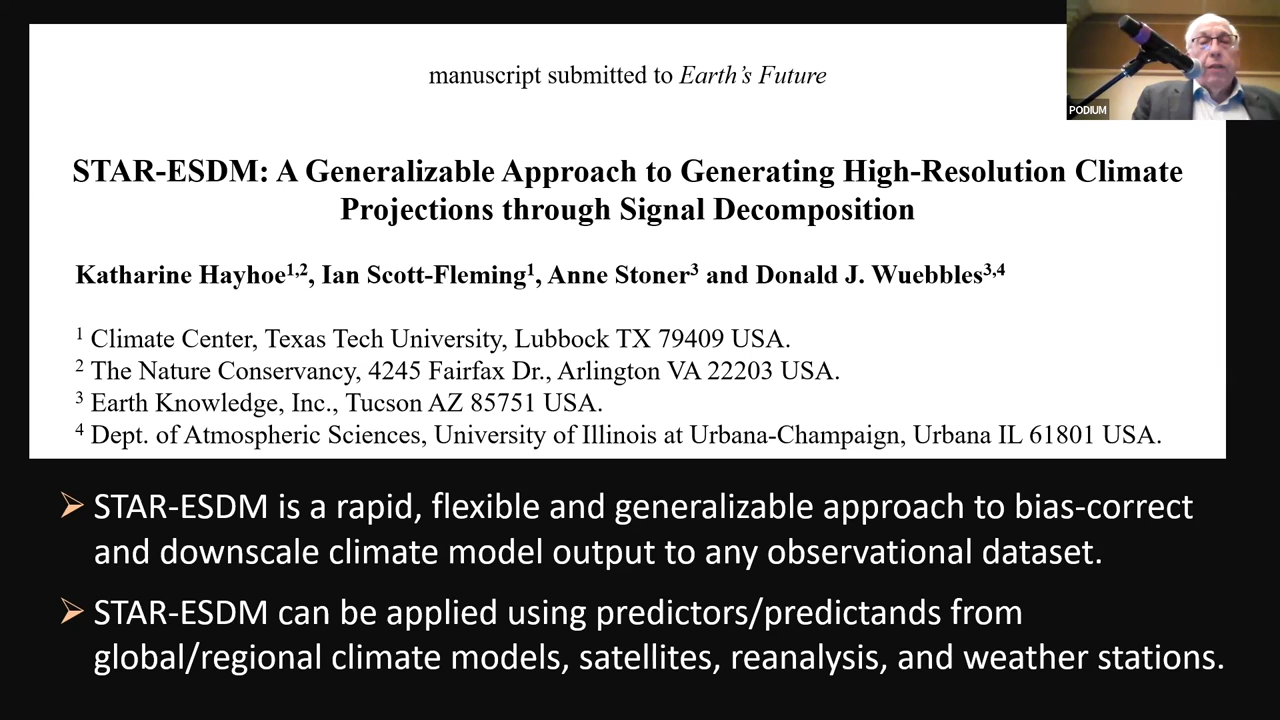 manuscript submitted to Earth's Future
PODIUM
STAR-ESDM: A Generalizable Approach to Generating High-Resolution Climate
Projections through Signal Decomposition
Katharine Hayhoe1,2, Ian Scott-Fleming1, Anne Stoner3 and Donald J. Wuebbles3,4
1 Climate Center, Texas Tech University, Lubbock TX 79409 USA.
2 The Nature Conservancy, 4245 Fairfax Dr., Arlington VA 22203 USA.
3 Earth Knowledge, Inc., Tucson AZ 85751 USA.
4 Dept. of Atmospheric Sciences, University of Illinois at Urbana-Champaign, Urbana IL 61801 USA.
➢ STAR-ESDM is a rapid, flexible and generalizable approach to bias-correct
and downscale climate model output to any observational dataset.
➢ STAR-ESDM can be applied using predictors/predictands from
global/regional climate models, satellites, reanalysis, and weather stations.